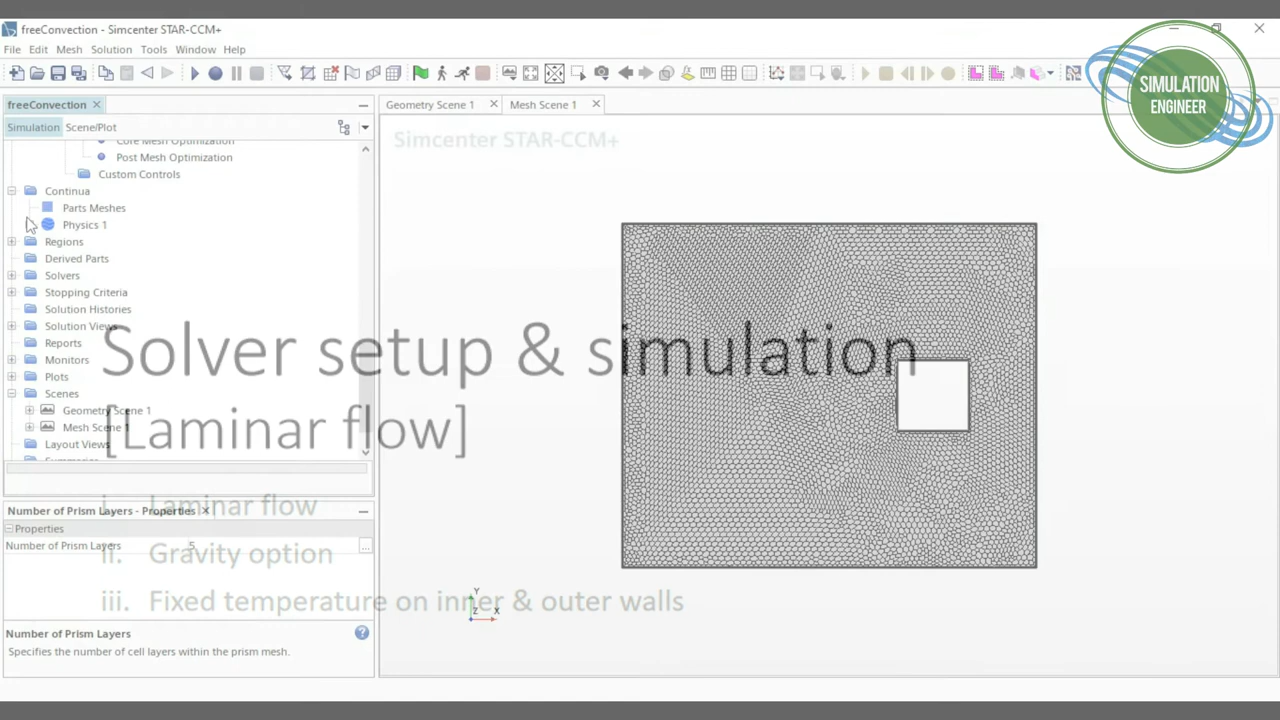 freeConvection - Simcenter STAR-CCM+
File Edit Mesh Solution Tools Window Help
SIMULATION
ENGINEER
freeConvection
Geometry Scene 1
Mesh Scene 1
Simulation Scene/Plot
Simcenter STAR-CCM+
Core Mesh Optimization
Post Mesh Optimization
Custom Controls
Continua
Parts Meshes
Physics 1
Regions
Derived Parts
Solvers
Stopping Criteria
Solution Histories
Solution Views
Reports
Monitors
Plots
Scenes
Geometry Scene 1
Mesh Scene 1
Layout Views
Summaries
Solver setup & simulation
[Laminar flow]
i. Laminar flow
ii. Gravity option
iii. Fixed temperature on inner & outer walls
Number of Prism Layers - Properties
Properties
Number of Prism Layers 5
...
Y
Z X
Number of Prism Layers
?
Specifies the number of cell layers within the prism mesh.